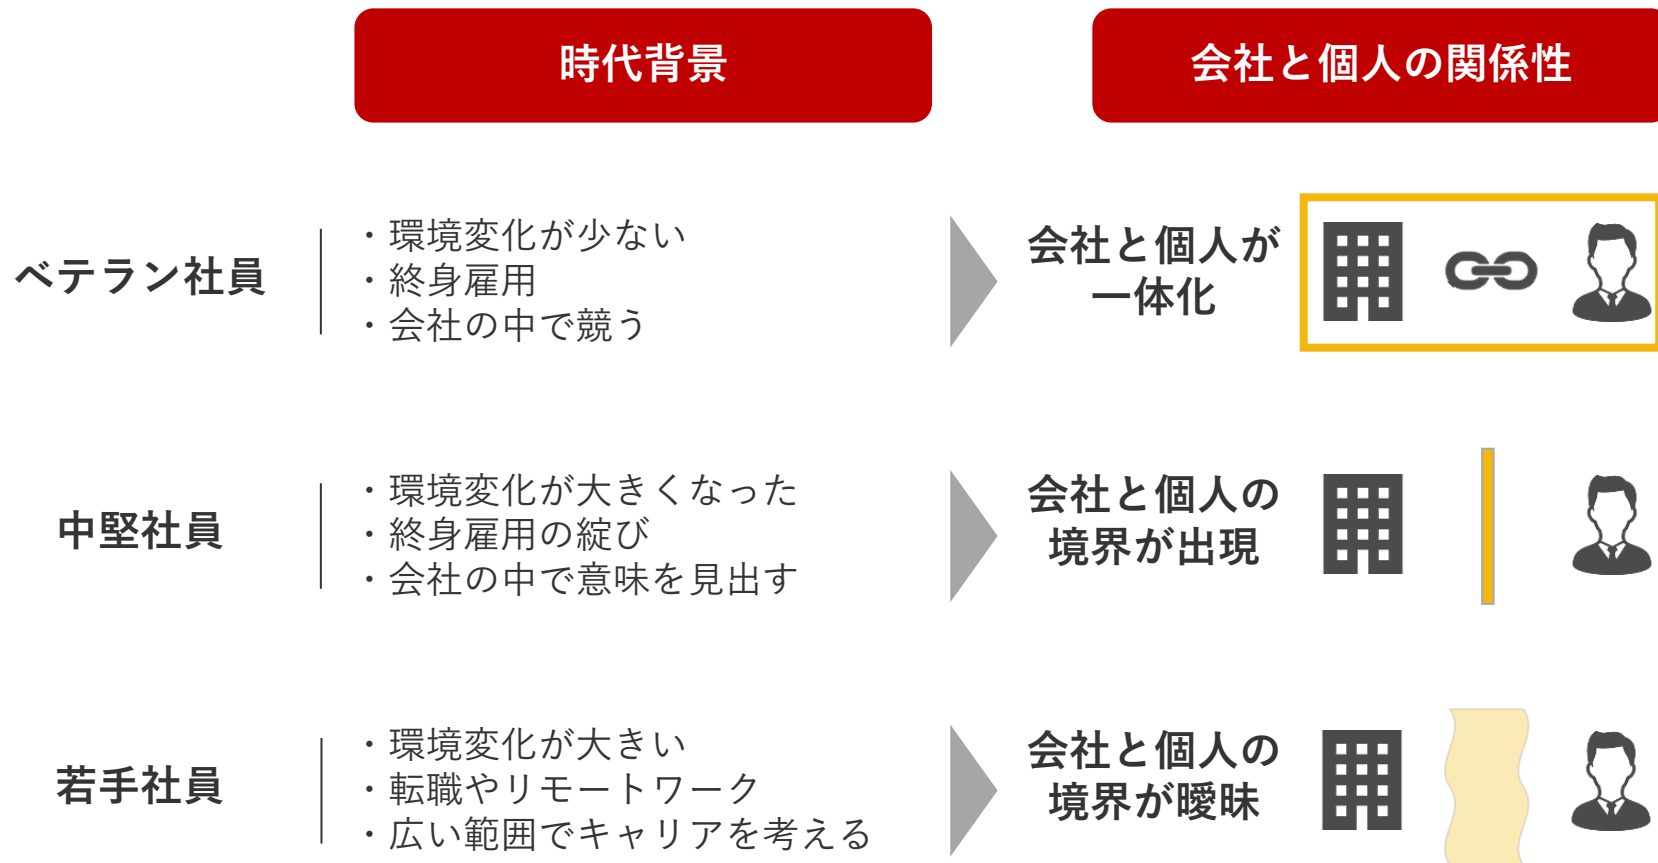 時代背景
会社と個人の関係性
ベテラン社員
・環境変化が少ない
・終身雇用
・会社の中で競う
会社と個人が
一体化
中堅社員
・環境変化が大きくなった
・終身雇用の綻び
・会社の中で意味を見出す
会社と個人の
境界が出現
若手社員
・環境変化が大きい
・転職やリモートワーク
・広い範囲でキャリアを考える
会社と個人の
境界が曖昧